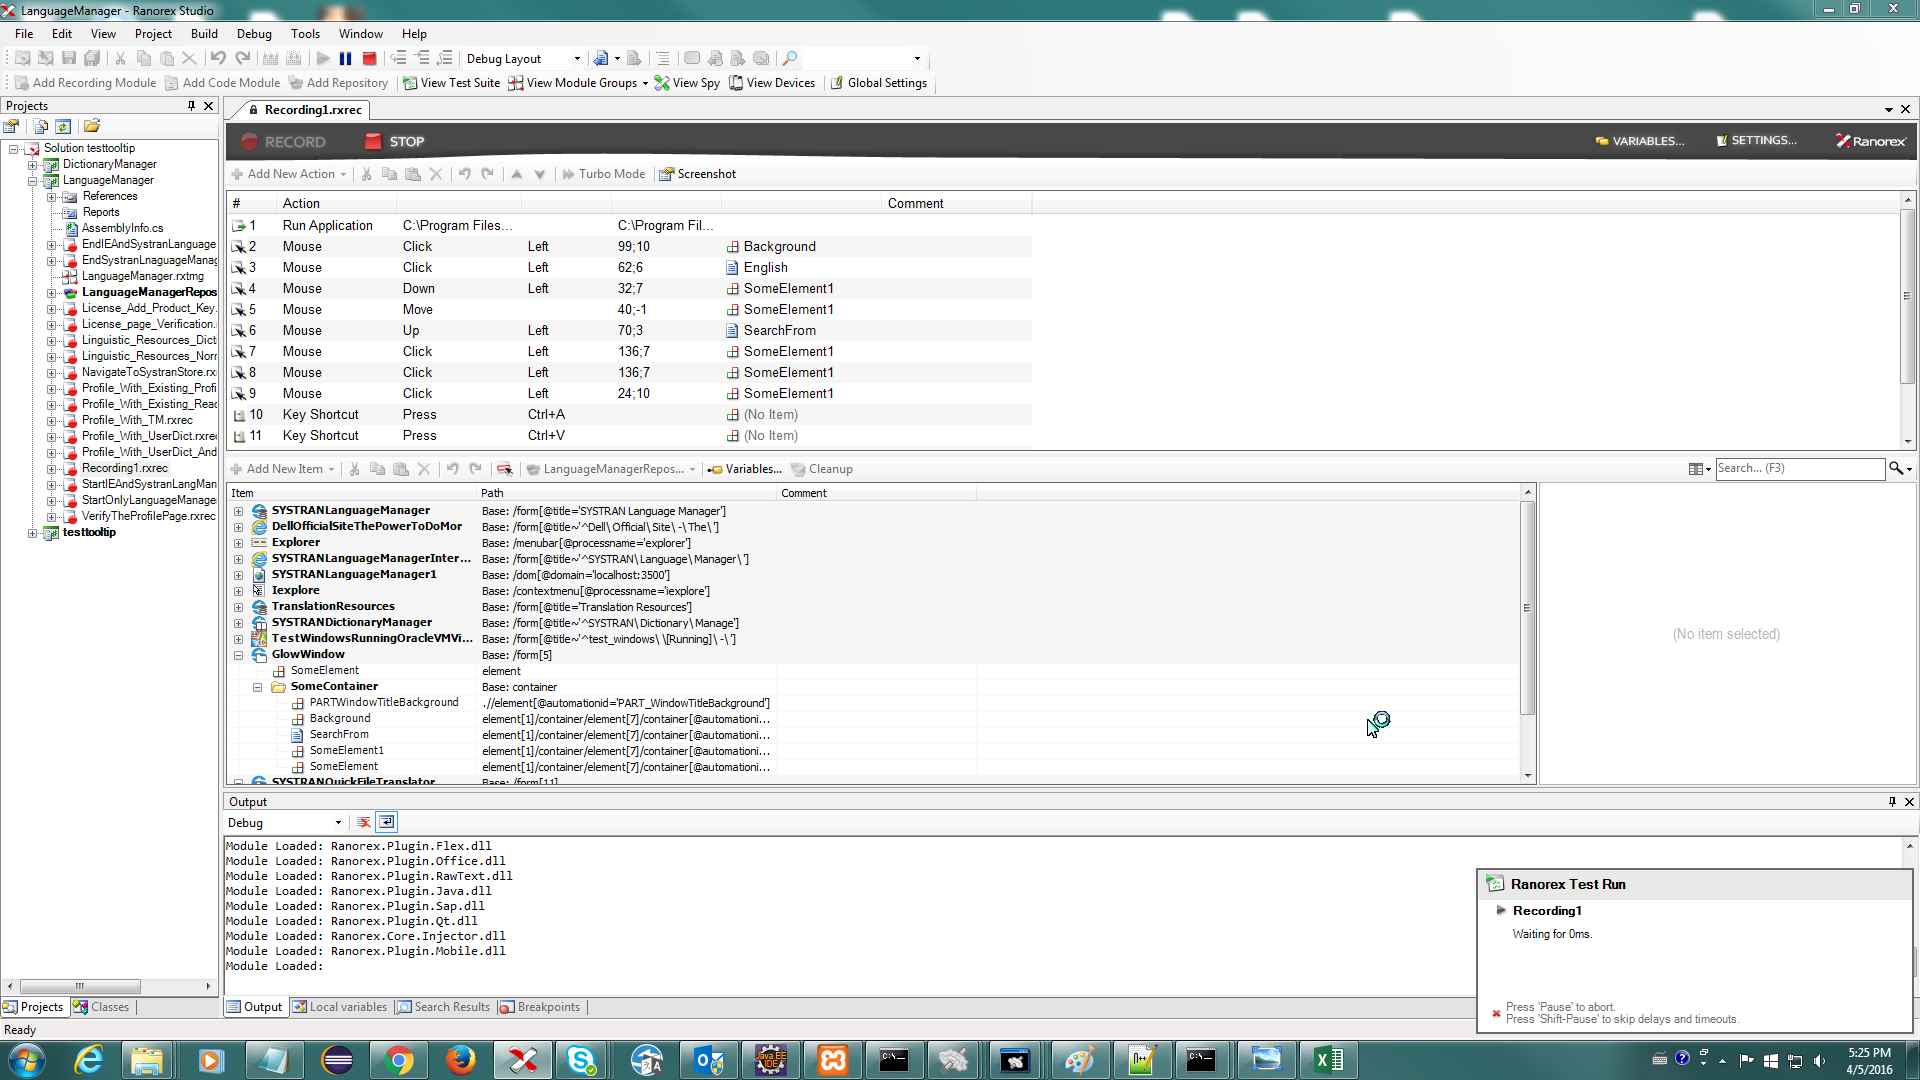 LanguageManager - Ranorex Studio
File Edit View Project Build Debug Tools Window Help
Debug Layout
Add Recording Module Add Code Module Add Repository View Test Suite View Module Groups View Spy View Devices Global Settings
Projects
Solution testtooltip
DictionaryManager
LanguageManager
References
Reports
AssemblyInfo.cs
EndIEAndSystranLanguage
EndSystranLnaguageManag
LanguageManager.rxtmg
LanguageManagerRepos
License_Add_Product_Key.
License_page_Verification.
Linguistic_Resources_Dict
Linguistic_Resources_Norr
NavigateToSystranStore.rx
Profile_With_Existing_Profi
Profile_With_Existing_Reac
Profile_With_TM.rxrec
Profile_With_UserDict.rxre
Profile_With_UserDict_And
Recording1.rxrec
StartIEAndSystranLangMan
StartOnlyLanguageManage
VerifyTheProfilePage.rxrec
testtooltip
Projects Classes
Recording1.rxrec
RECORD STOP VARIABLES... SETTINGS... Ranorex
Add New Action Turbo Mode Screenshot
# Action Comment
1 Run Application C:\Program Files... C:\Program Fil...
2 Mouse Click Left 99;10 Background
3 Mouse Click Left 62;6 English
4 Mouse Down Left 32;7 SomeElement1
5 Mouse Move 40;-1 SomeElement1
6 Mouse Up Left 70;3 SearchFrom
7 Mouse Click Left 136;7 SomeElement1
8 Mouse Click Left 136;7 SomeElement1
9 Mouse Click Left 24;10 SomeElement1
10 Key Shortcut Press Ctrl+A (No Item)
11 Key Shortcut Press Ctrl+V (No Item)
Add New Item LanguageManagerRepos... Variables... Cleanup Search... (F3)
Item Path Comment
SYSTRANLanguageManager Base: /form[@title='SYSTRAN Language Manager']
DellOfficialSiteThePowerToDoMor Base: /form[@title~'^Dell\ Official\ Site\ -\ The\ ']
Explorer Base: /menubar[@processname='explorer']
SYSTRANLanguageManagerInter... Base: /form[@title~'^SYSTRAN\ Language\ Manager\ ']
SYSTRANLanguageManager1 Base: /dom[@domain='localhost:3500']
Iexplore Base: /contextmenu[@processname='iexplore']
TranslationResources Base: /form[@title='Translation Resources']
SYSTRANDictionaryManager Base: /form[@title~'^SYSTRAN\ Dictionary\ Manage']
TestWindowsRunningOracleVMVi... Base: /form[@title~'^test_windows\ \[Running]\ -\ ']
GlowWindow Base: /form[5]
SomeElement element
SomeContainer Base: container
PARTWindowTitleBackground .//element[@automationid='PART_WindowTitleBackground']
Background element[1]/container/element[7]/container[@automationi...
SearchFrom element[1]/container/element[7]/container[@automationi...
SomeElement1 element[1]/container/element[7]/container[@automationi...
SomeElement element[1]/container/element[7]/container[@automationi...
SYSTRANQuickFileTranslator Base: /form[11]
(No item selected)
Output
Debug
Module Loaded: Ranorex.Plugin.Flex.dll
Module Loaded: Ranorex.Plugin.Office.dll
Module Loaded: Ranorex.Plugin.RawText.dll
Module Loaded: Ranorex.Plugin.Java.dll
Module Loaded: Ranorex.Plugin.Sap.dll
Module Loaded: Ranorex.Plugin.Qt.dll
Module Loaded: Ranorex.Core.Injector.dll
Module Loaded: Ranorex.Plugin.Mobile.dll
Module Loaded:
Output Local variables Search Results Breakpoints
Ranorex Test Run
Recording1
Waiting for 0ms.
Press 'Pause' to abort.
Press 'Shift-Pause' to skip delays and timeouts.
Ready
Java EE
IDE
5:25 PM
4/5/2016